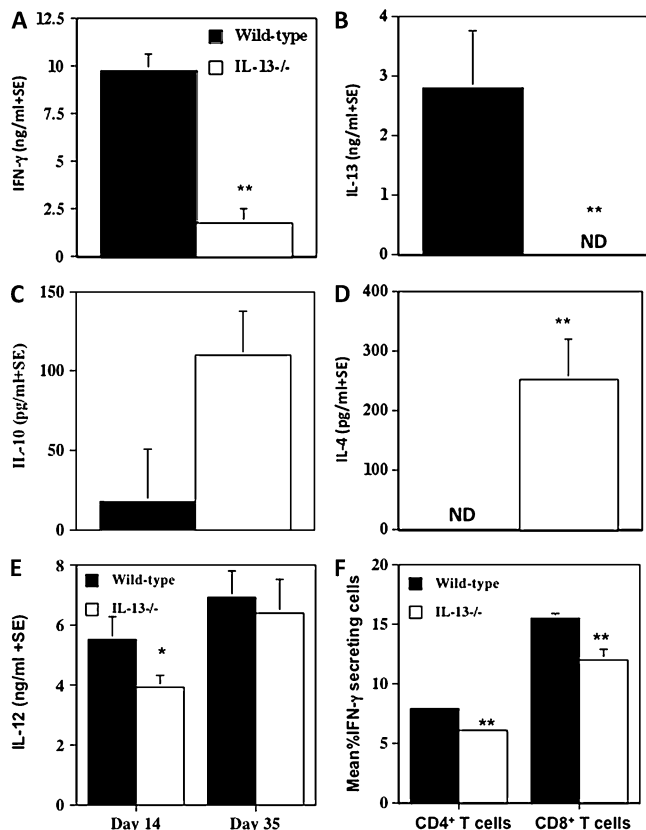 A
IFN-γ (ng/ml+SE)
12.5
10
7.5
5
2.5
0
Wild-type
IL-13-/-
**
B
IL-13 (ng/ml+SE)
4
3
2
1
0
**
ND
C
IL-10 (pg/ml+SE)
150
100
50
0
D
IL-4 (pg/ml+SE)
400
300
200
100
0
ND
**
E
IL-12 (ng/ml +SE)
8
6
4
2
0
Wild-type
IL-13-/-
*
Day 14
Day 35
F
Mean%IFN-γ secreting cells
20
15
10
5
0
Wild-type
IL-13-/-
**
**
CD4⁺ T cells
CD8⁺ T cells